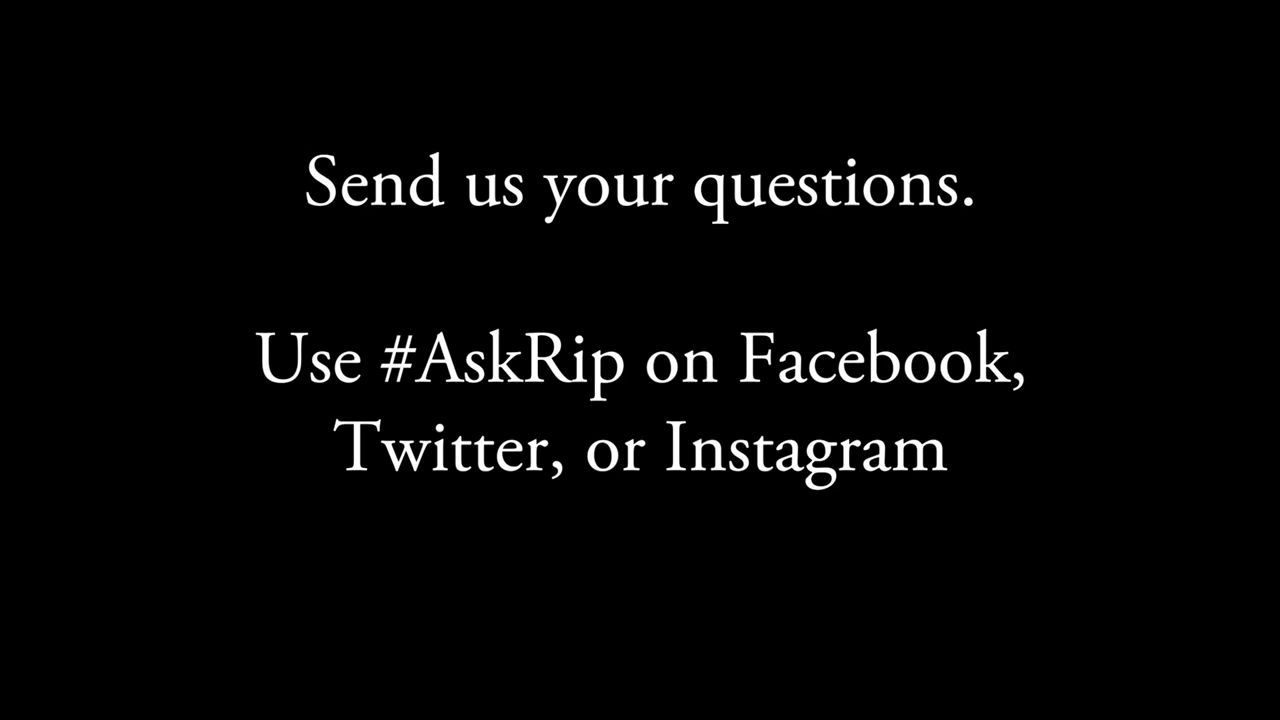 Send us your questions.
Use #AskRip on Facebook,
Twitter, or Instagram